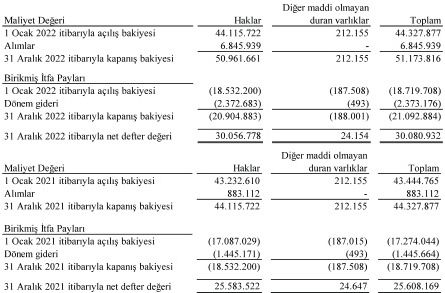 Diğer maddi olmayan
Maliyet Değeri Haklar duran varlıklar Toplam
1 Ocak 2022 itibarıyla açılış bakiyesi 44.115.722 212.155 44.327.877
Alımlar 6.845.939 - 6.845.939
31 Aralık 2022 itibarıyla kapanış bakiyesi 50.961.661 212.155 51.173.816
Birikmiş İtfa Payları
1 Ocak 2022 itibarıyla açılış bakiyesi (18.532.200) (187.508) (18.719.708)
Dönem gideri (2.372.683) (493) (2.373.176)
31 Aralık 2022 itibarıyla kapanış bakiyesi (20.904.883) (188.001) (21.092.884)
31 Aralık 2022 itibarıyla net defter değeri 30.056.778 24.154 30.080.932
Diğer maddi olmayan
Maliyet Değeri Haklar duran varlıklar Toplam
1 Ocak 2021 itibarıyla açılış bakiyesi 43.232.610 212.155 43.444.765
Alımlar 883.112 - 883.112
31 Aralık 2021 itibarıyla kapanış bakiyesi 44.115.722 212.155 44.327.877
Birikmiş İtfa Payları
1 Ocak 2021 itibarıyla açılış bakiyesi (17.087.029) (187.015) (17.274.044)
Dönem gideri (1.445.171) (493) (1.445.664)
31 Aralık 2021 itibarıyla kapanış bakiyesi (18.532.200) (187.508) (18.719.708)
31 Aralık 2021 itibarıyla net defter değeri 25.583.522 24.647 25.608.169